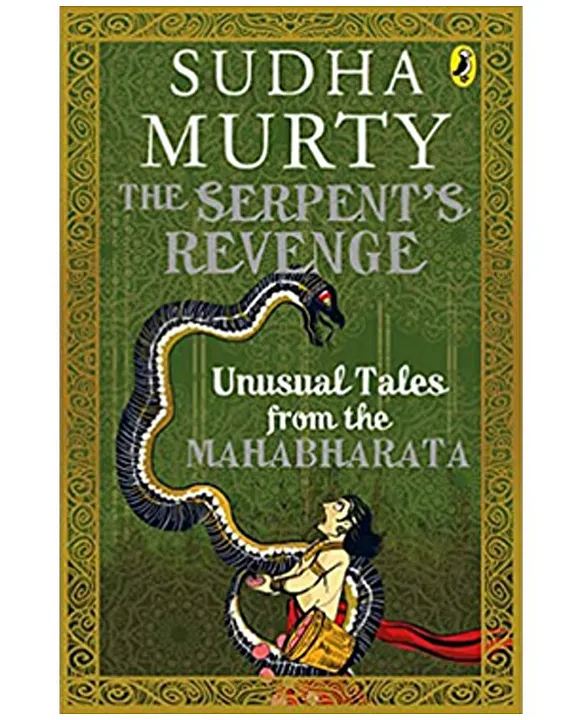 SUDHA
MURTY
THE SERPENT'S
REVENGE
Unusual Tales
from the
MAHABHARATA